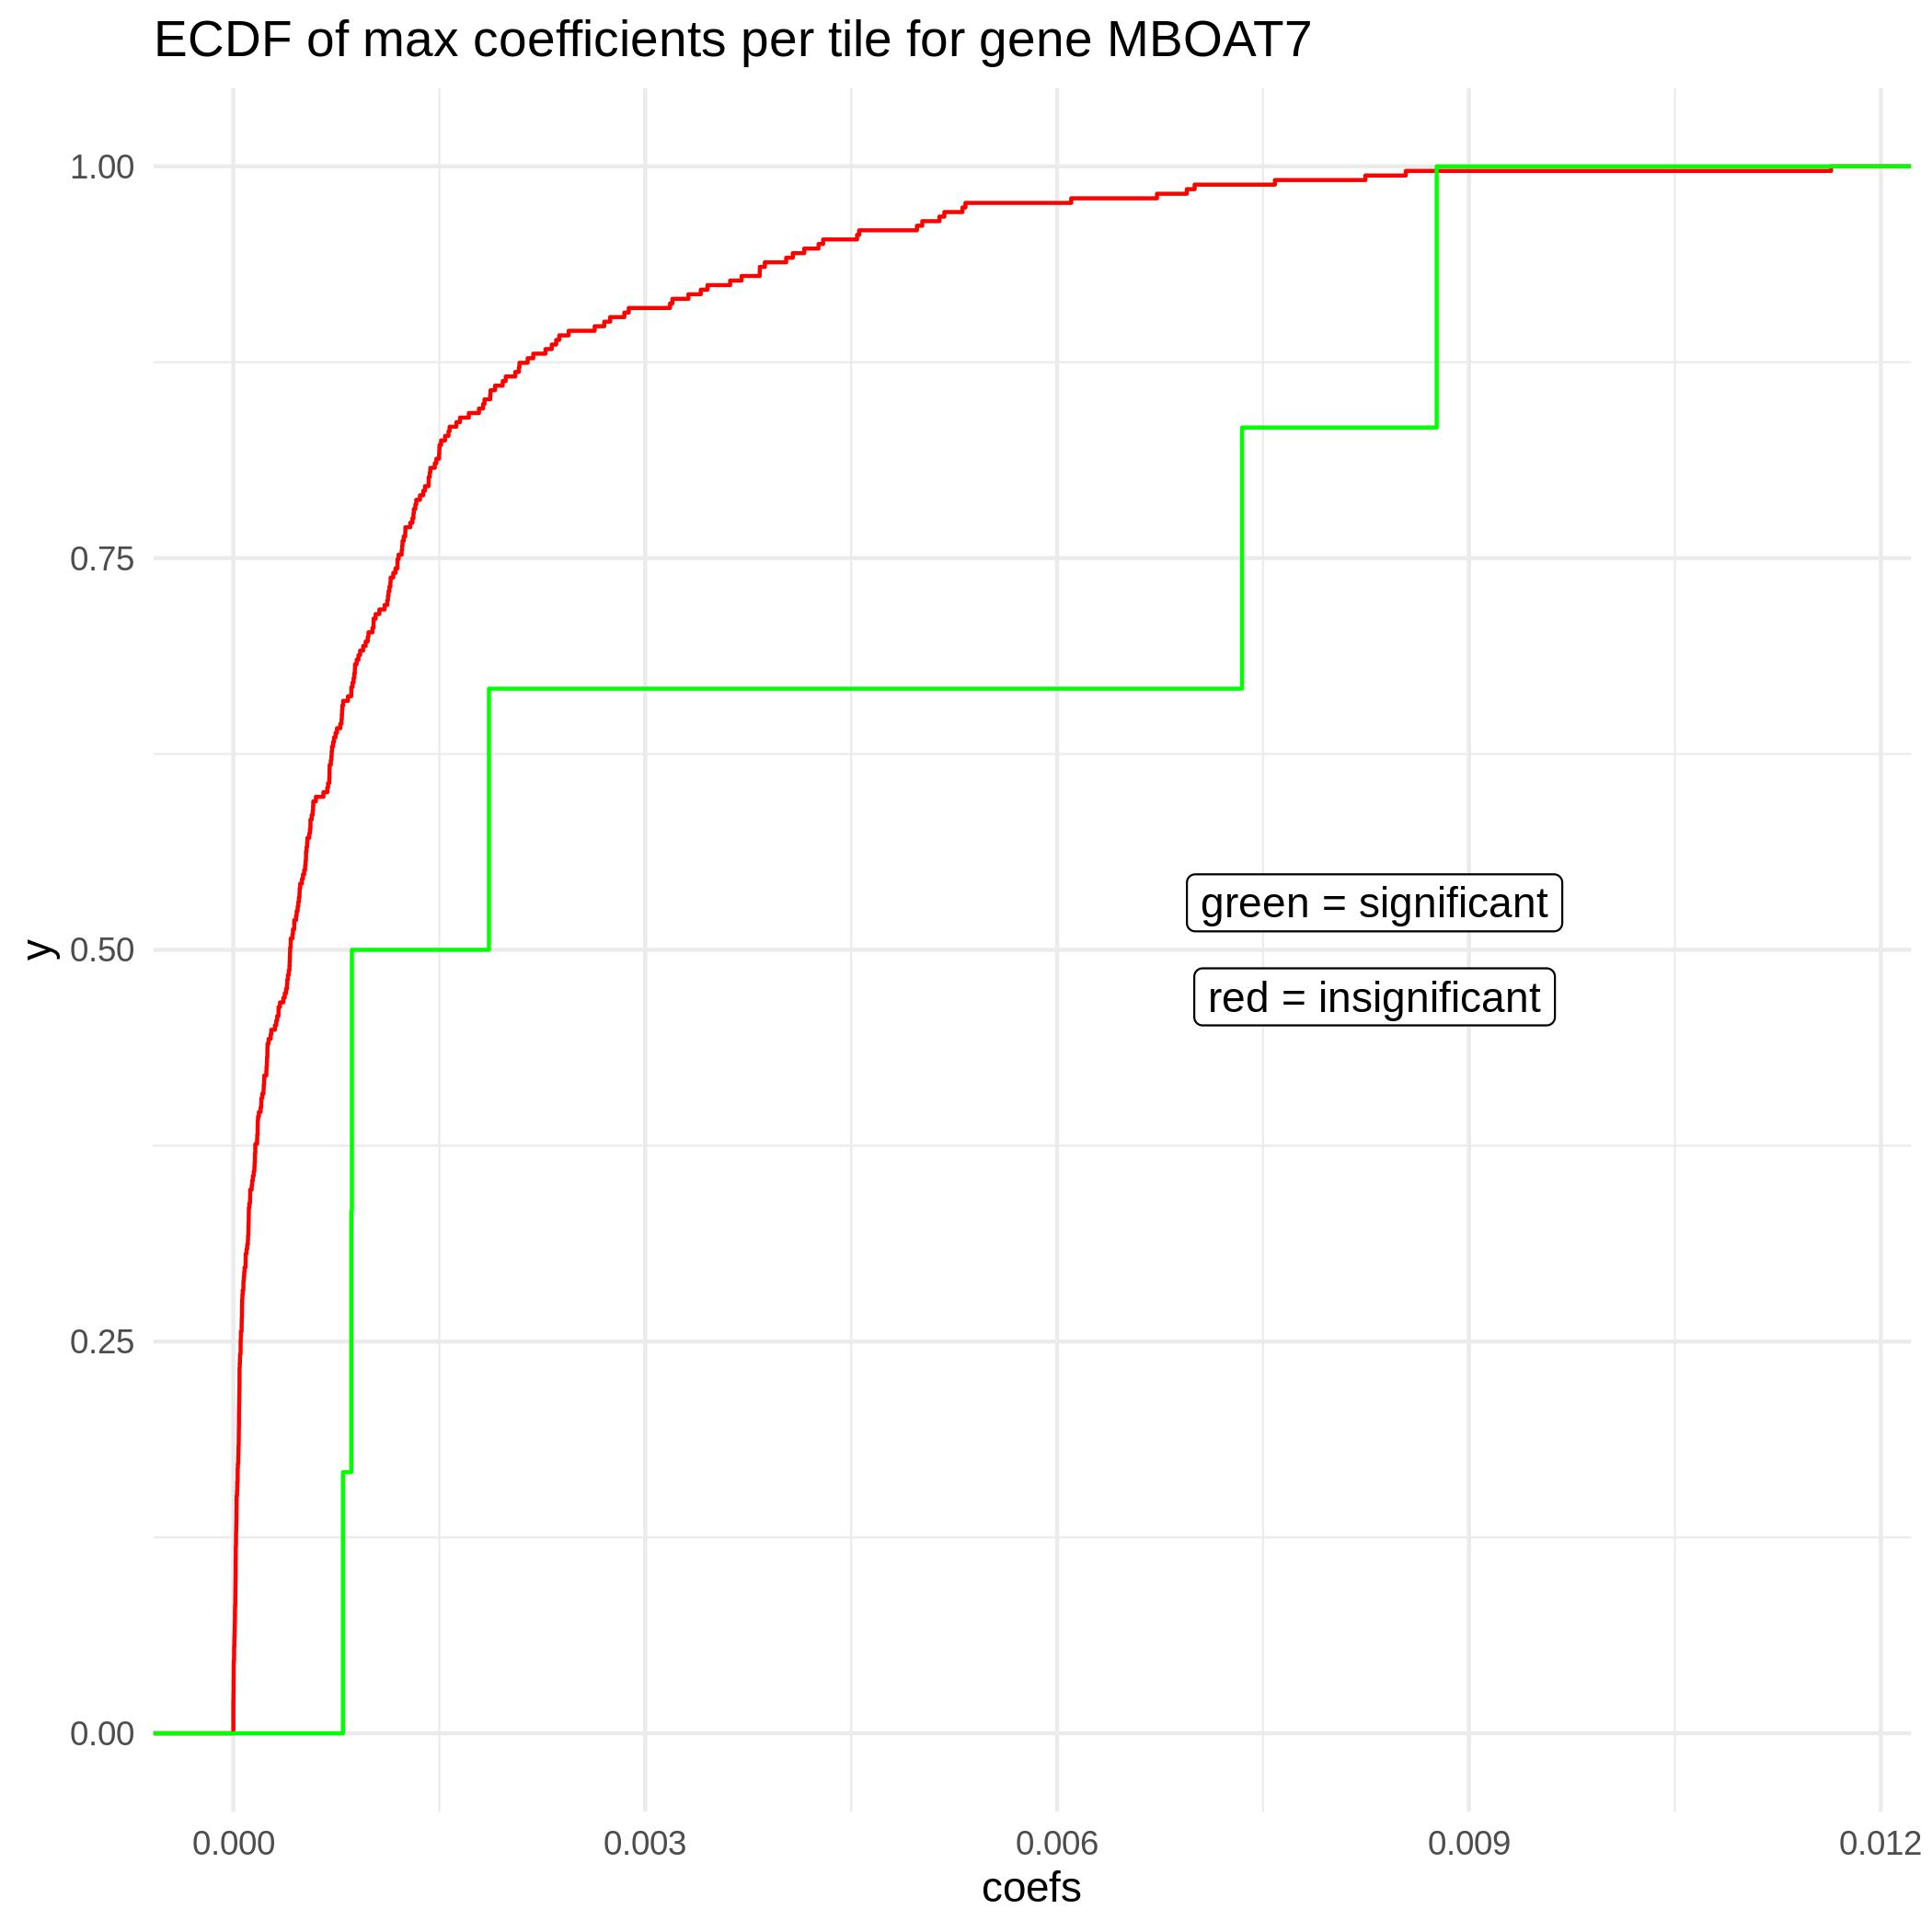 ECDF of max coefficients per tile for gene MBOAT7
1.00
0.75
y
0.50
0.25
0.00
green = significant
red = insignificant
0.000
0.003
0.006
0.009
0.012
coefs